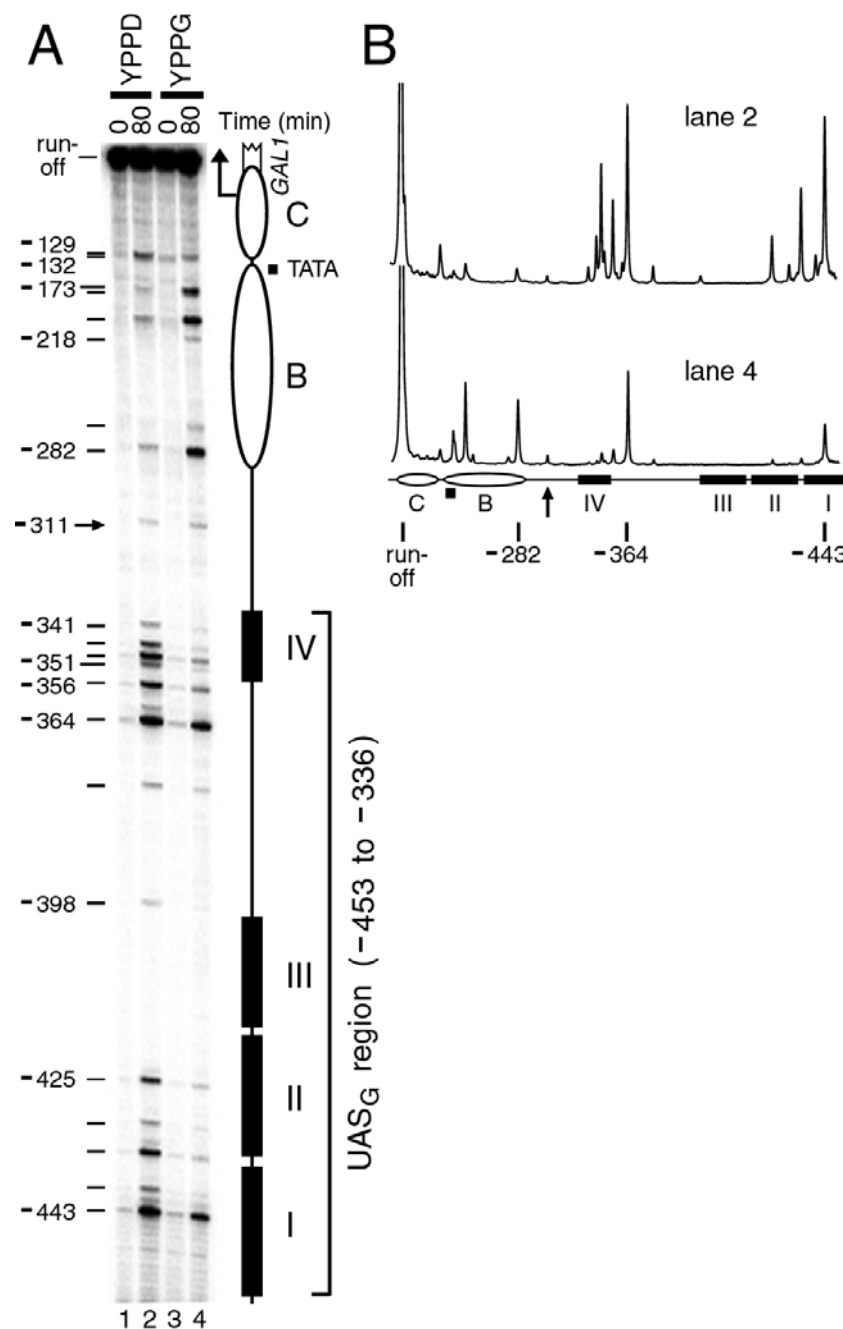 A
YPPD
YPPG
0
80
0
80
Time (min)
run-
off
GAL1
C
-129
-132
TATA
-173
-218
B
-282
-311
-341
IV
-351
-356
-364
-398
III
-425
II
-443
I
UASG region (-453 to -336)
1 2 3 4
B
lane 2
lane 4
C B IV III II I
run-
off
-282 -364 -443